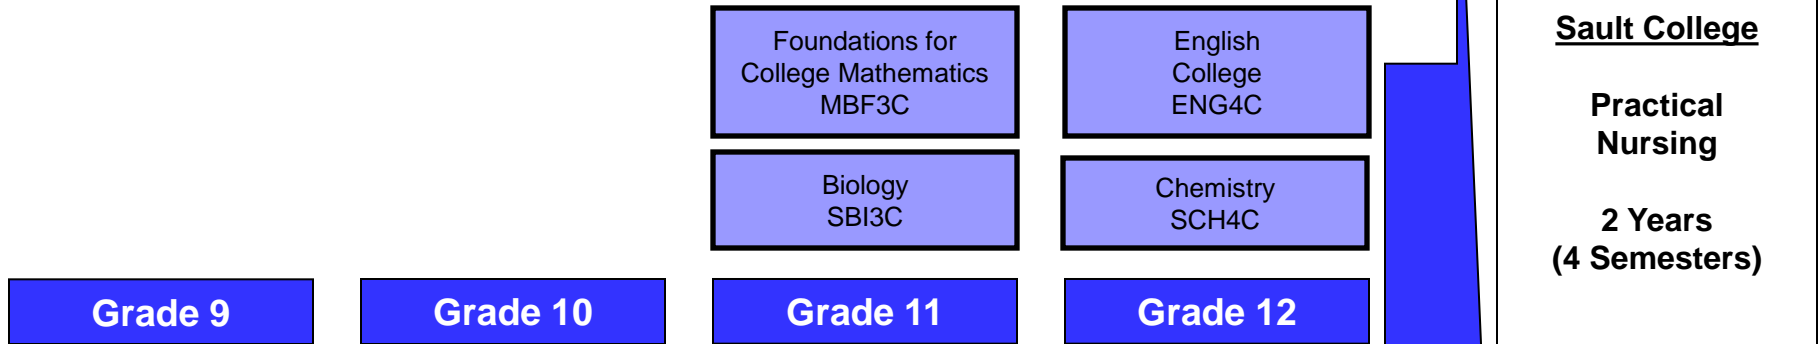 Foundations for
College Mathematics
MBF3C
English
College
ENG4C
Biology
SBI3C
Chemistry
SCH4C
Grade 9
Grade 10
Grade 11
Grade 12
Sault College
Practical
Nursing
2 Years
(4 Semesters)